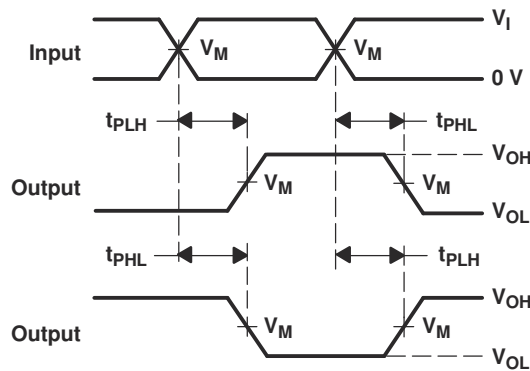 V_I
Input V_M V_M
0 V
t_PLH t_PHL
V_OH
Output V_M V_M
V_OL
t_PHL t_PLH
V_OH
Output V_M V_M
V_OL